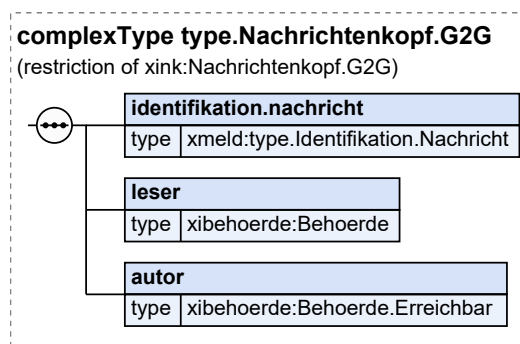 complexType type.Nachrichtenkopf.G2G
(restriction of xink:Nachrichtenkopf.G2G)
identifikation.nachricht
type xmeld:type.Identifikation.Nachricht
leser
type xibehoerde:Behoerde
autor
type xibehoerde:Behoerde.Erreichbar